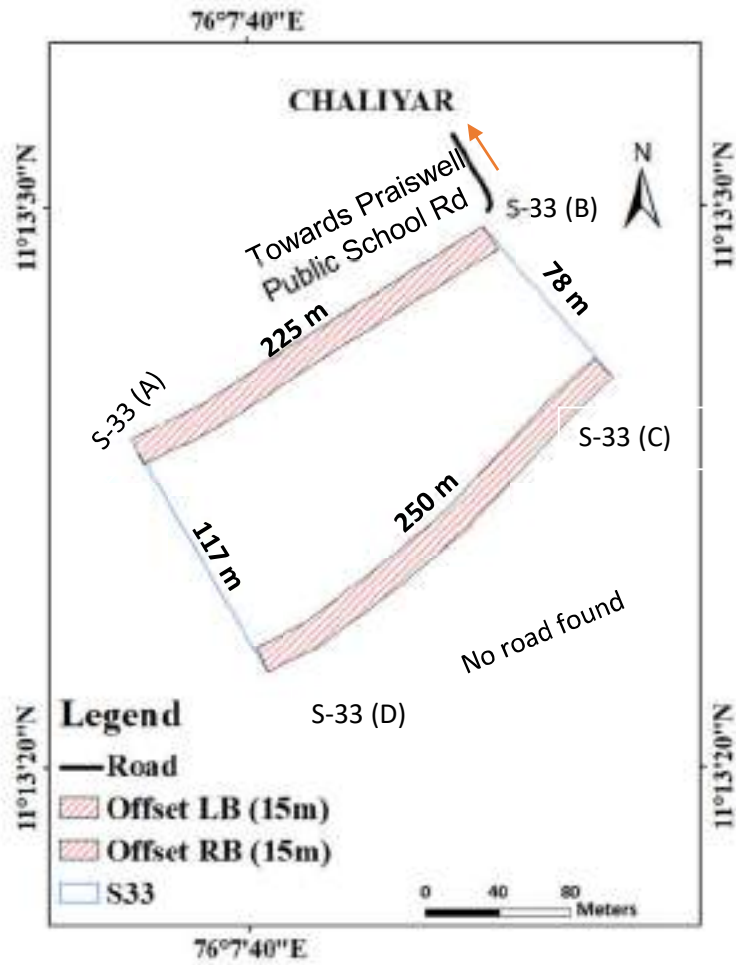 76°7'40"E
CHALIYAR
N
11°13'30"N
11°13'30"N
Towards Praiswell
Public School Rd
S-33 (B)
78 m
225 m
S-33 (A)
S-33 (C)
250 m
117 m
No road found
S-33 (D)
Legend
Road
Offset LB (15m)
Offset RB (15m)
S33
11°13'20"N
11°13'20"N
0 40 80
Meters
76°7'40"E